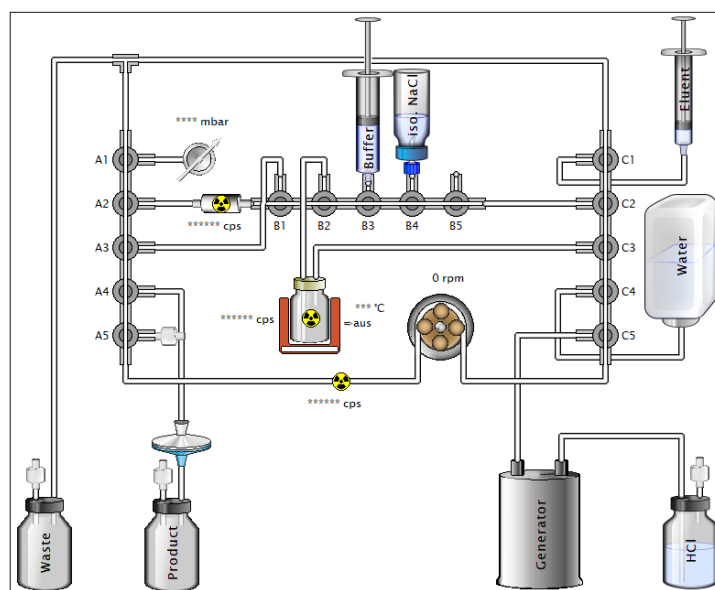 **** mbar
Buffer
iso. NaCl
Eluent
A1
C1
A2
****** cps
B1
B2
B3
B4
B5
C2
A3
C3
Water
A4
****** cps
*** °C
⇨aus
0 rpm
C4
A5
C5
****** cps
Waste
Product
Generator
HCl